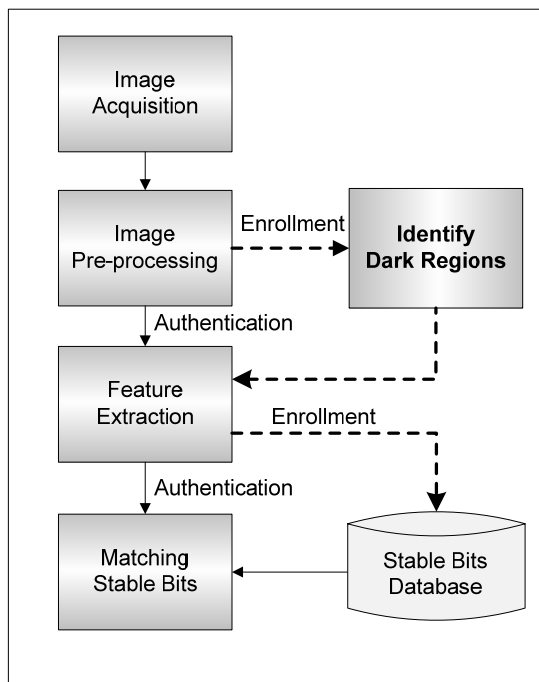 Image
Acquisition
Image
Pre-processing
Enrollment
Identify
Dark Regions
Authentication
Feature
Extraction
Enrollment
Authentication
Matching
Stable Bits
Stable Bits
Database